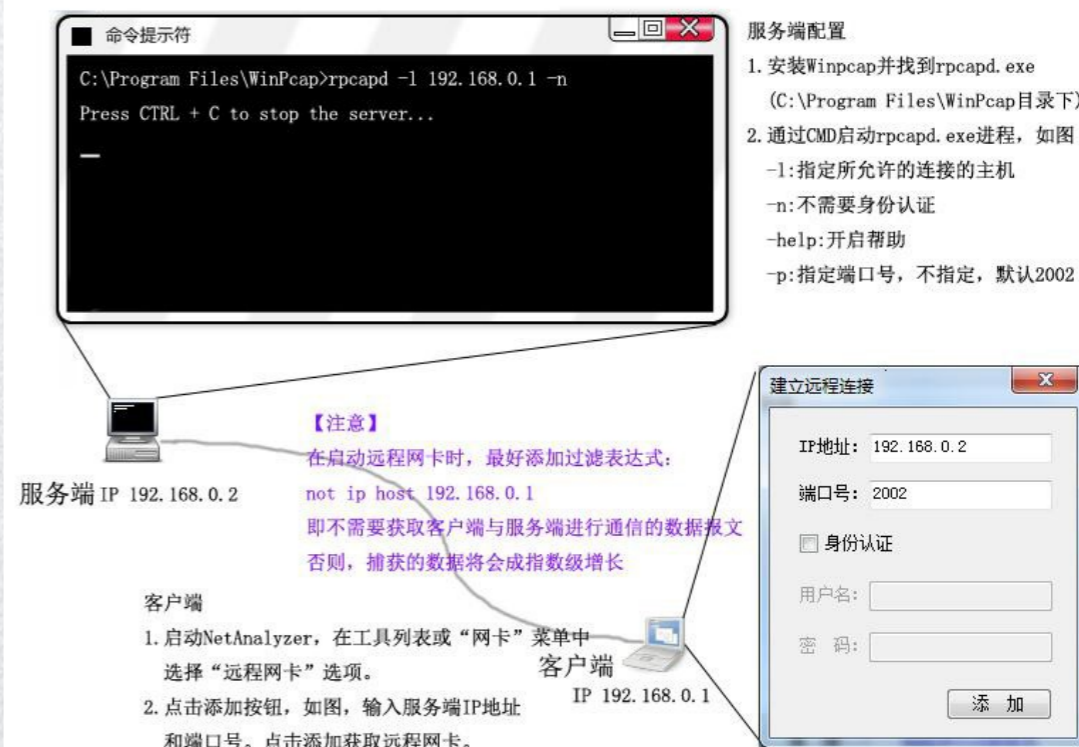 命令提示符
C:\Program Files\WinPcap>rpcapd -l 192.168.0.1 -n
Press CTRL + C to stop the server...
服务端配置
1.安装Winpcap并找到rpcapd.exe
(C:\Program Files\WinPcap目录下)
2.通过CMD启动rpcapd.exe进程，如图
-l:指定所允许的连接的主机
-n:不需要身份认证
-help:开启帮助
-p:指定端口号，不指定，默认2002
服务端 IP 192.168.0.2
【注意】
在启动远程网卡时，最好添加过滤表达式：
not ip host 192.168.0.1
即不需要获取客户端与服务端进行通信的数据报文
否则，捕获的数据将会成指数级增长
客户端
1.启动NetAnalyzer，在工具列表或“网卡”菜单中
选择“远程网卡”选项。
2.点击添加按钮，如图，输入服务端IP地址
和端口号。点击添加获取远程网卡。
客户端
IP 192.168.0.1
建立远程连接
IP地址： 192.168.0.2
端口号： 2002
身份认证
用户名：
密 码：
添 加